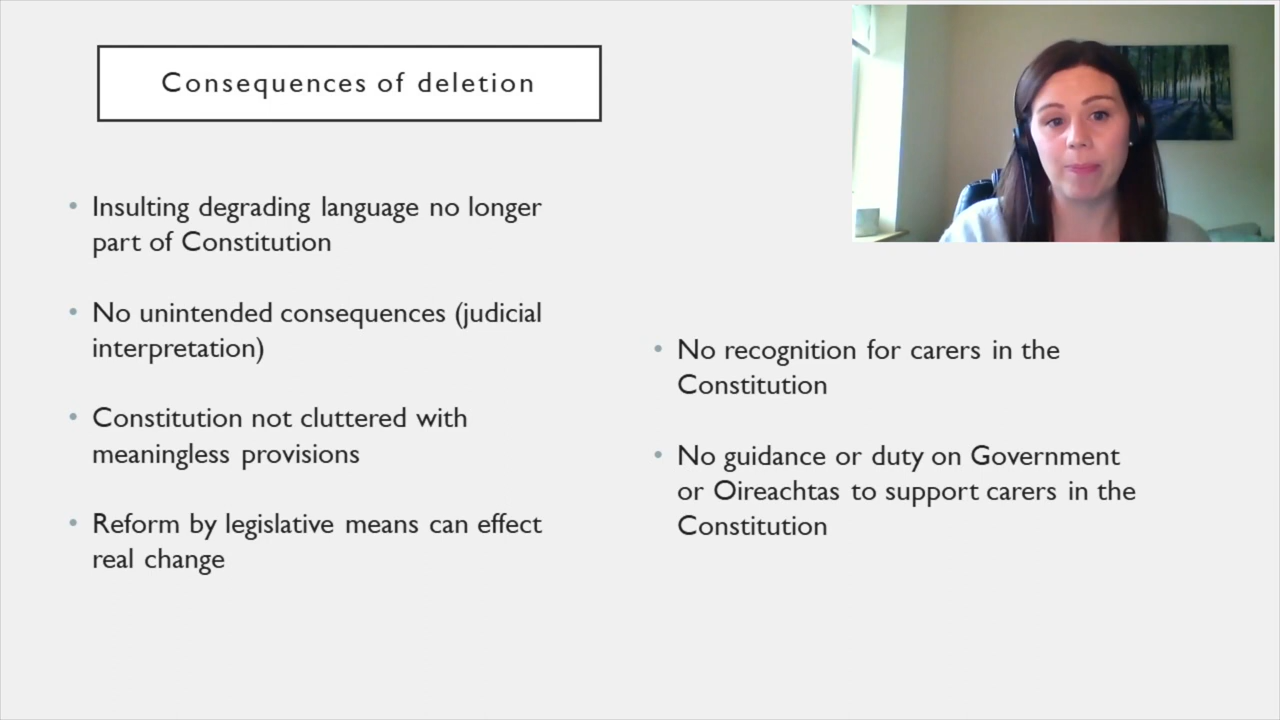 Consequences of deletion
Insulting degrading language no longer
part of Constitution
No unintended consequences (judicial
interpretation)
Constitution not cluttered with
meaningless provisions
Reform by legislative means can effect
real change
No recognition for carers in the
Constitution
No guidance or duty on Government
or Oireachtas to support carers in the
Constitution